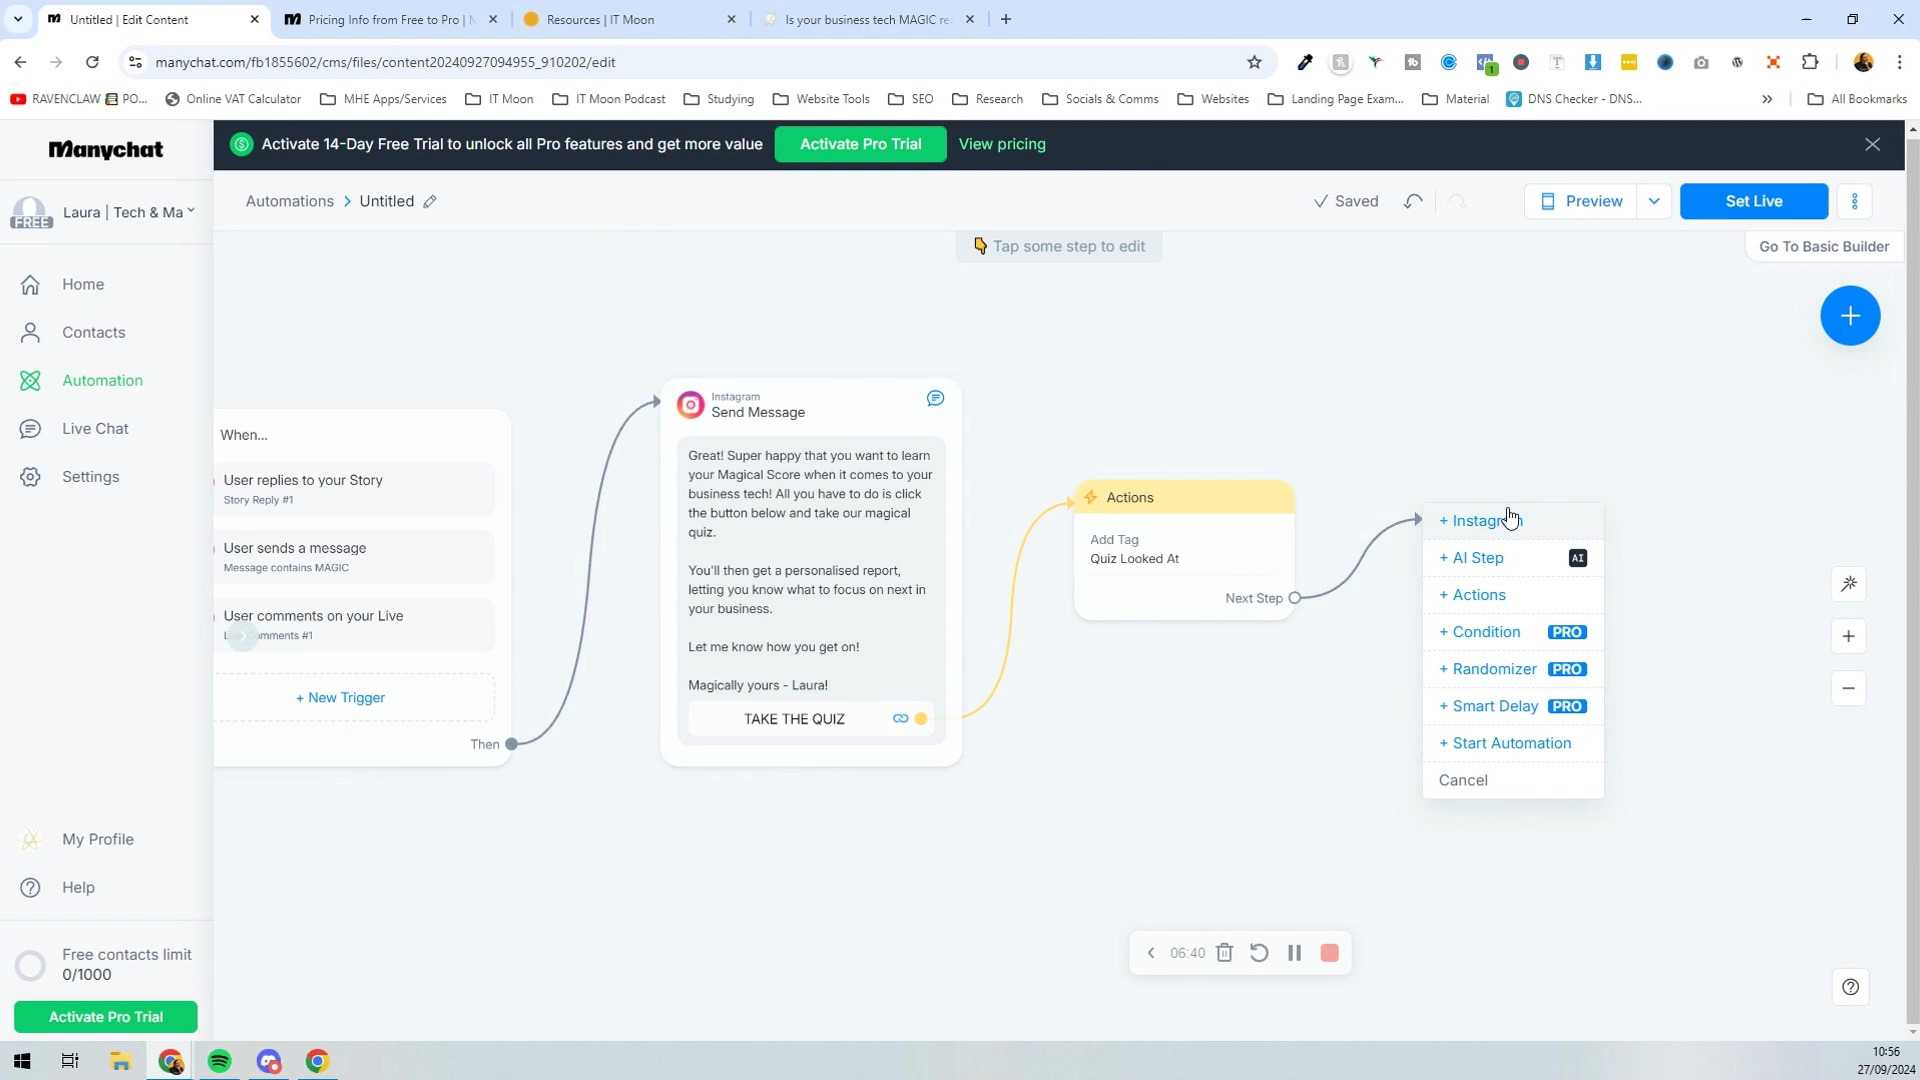 Untitled | Edit Content
Pricing Info from Free to Pro |
Resources | IT Moon
Is your business tech MAGIC re
manychat.com/fb1855602/cms/files/content20240927094955_910202/edit
RAVENCLAW
PO...
Online VAT Calculator
MHE Apps/Services
IT Moon
IT Moon Podcast
Studying
Website Tools
SEO
Research
Socials & Comms
Websites
Landing Page Exam...
Material
DNS Checker - DNS...
All Bookmarks
Manychat
Activate 14-Day Free Trial to unlock all Pro features and get more value
Activate Pro Trial
View pricing
FREE
Laura | Tech & Ma
Automations > Untitled
Saved
Preview
Set Live
👇 Tap some step to edit
Go To Basic Builder
Home
Contacts
Automation
Live Chat
Settings
My Profile
Help
Free contacts limit
0/1000
Activate Pro Trial
When...
User replies to your Story
Story Reply #1
User sends a message
Message contains MAGIC
User comments on your Live
comments #1
+ New Trigger
Then
Instagram
Send Message
Great! Super happy that you want to learn
your Magical Score when it comes to your
business tech! All you have to do is click
the button below and take our magical
quiz.
You'll then get a personalised report,
letting you know what to focus on next in
your business.
Let me know how you get on!
Magically yours - Laura!
TAKE THE QUIZ
Actions
Add Tag
Quiz Looked At
Next Step
+ Instagram
+ AI Step AI
+ Actions
+ Condition PRO
+ Randomizer PRO
+ Smart Delay PRO
+ Start Automation
Cancel
06:40
10:56
27/09/2024